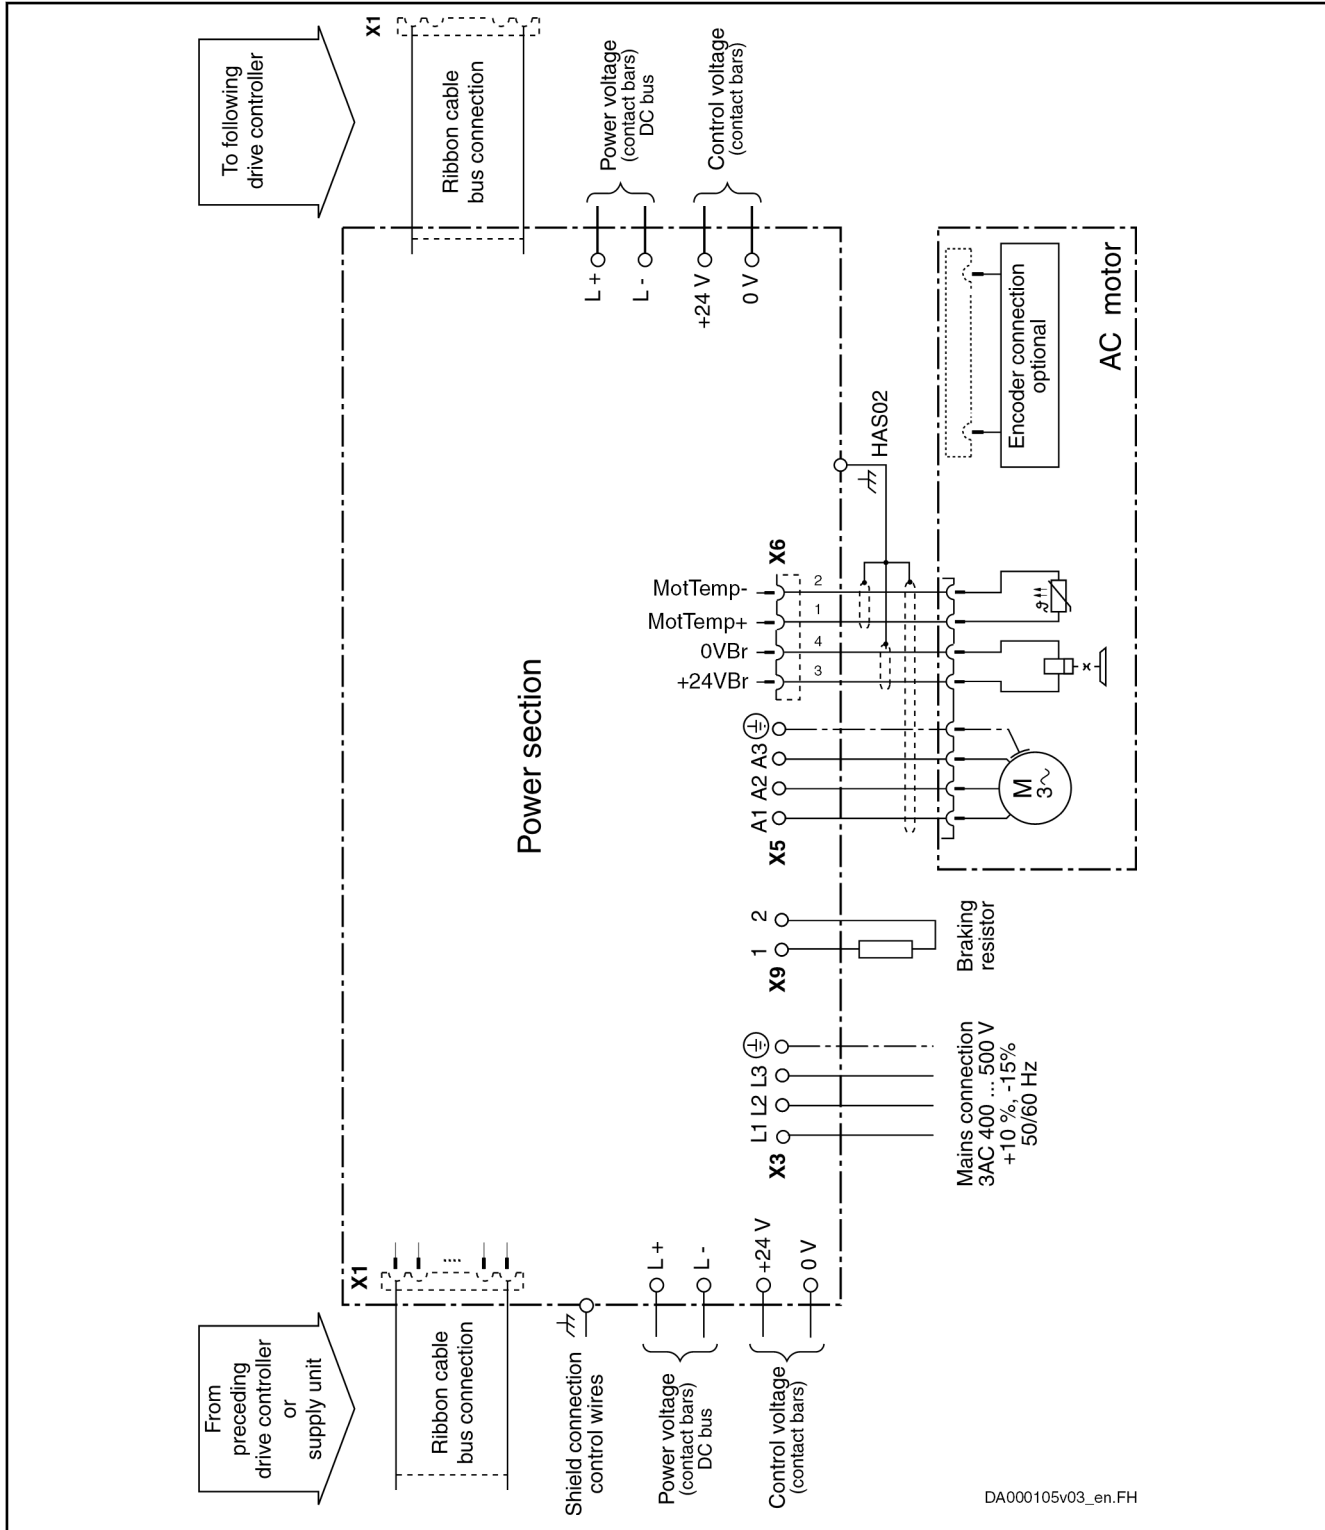 From
preceding
drive controller
or
supply unit
X1
Ribbon cable
bus connection
Shield connection
control wires
Power voltage
(contact bars)
DC bus
L +
L -
Control voltage
(contact bars)
+24 V
0 V
Power section
X3
L1
L2
L3
Mains connection
3AC 400 ... 500 V
+10 %, -15%
50/60 Hz
X9
1
2
Braking
resistor
X5
A1
A2
A3
+24VBr
0VBr
MotTemp+
MotTemp-
X6
3
4
1
2
HAS02
M
3~
ϑ
Encoder connection
optional
AC motor
To following
drive controller
X1
Ribbon cable
bus connection
L +
L -
Power voltage
(contact bars)
DC bus
+24 V
0 V
Control voltage
(contact bars)
DA000105v03_en.FH